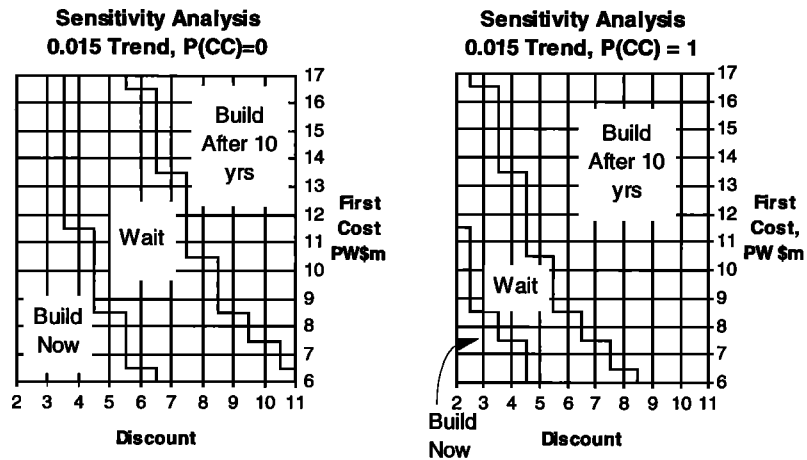 Sensitivity Analysis
0.015 Trend, P(CC)=0
17
16
15
14
13
12
11
10
9
8
7
6
Build
After 10
yrs
Wait
Build
Now
First
Cost
PW$m
2 3 4 5 6 7 8 9 10 11
Discount
Sensitivity Analysis
0.015 Trend, P(CC) = 1
17
16
15
14
13
12
11
10
9
8
7
6
Build
After 10
yrs
Wait
First
Cost,
PW $m
2 3 4 5 6 7 8 9 10 11
Build
Now
Discount